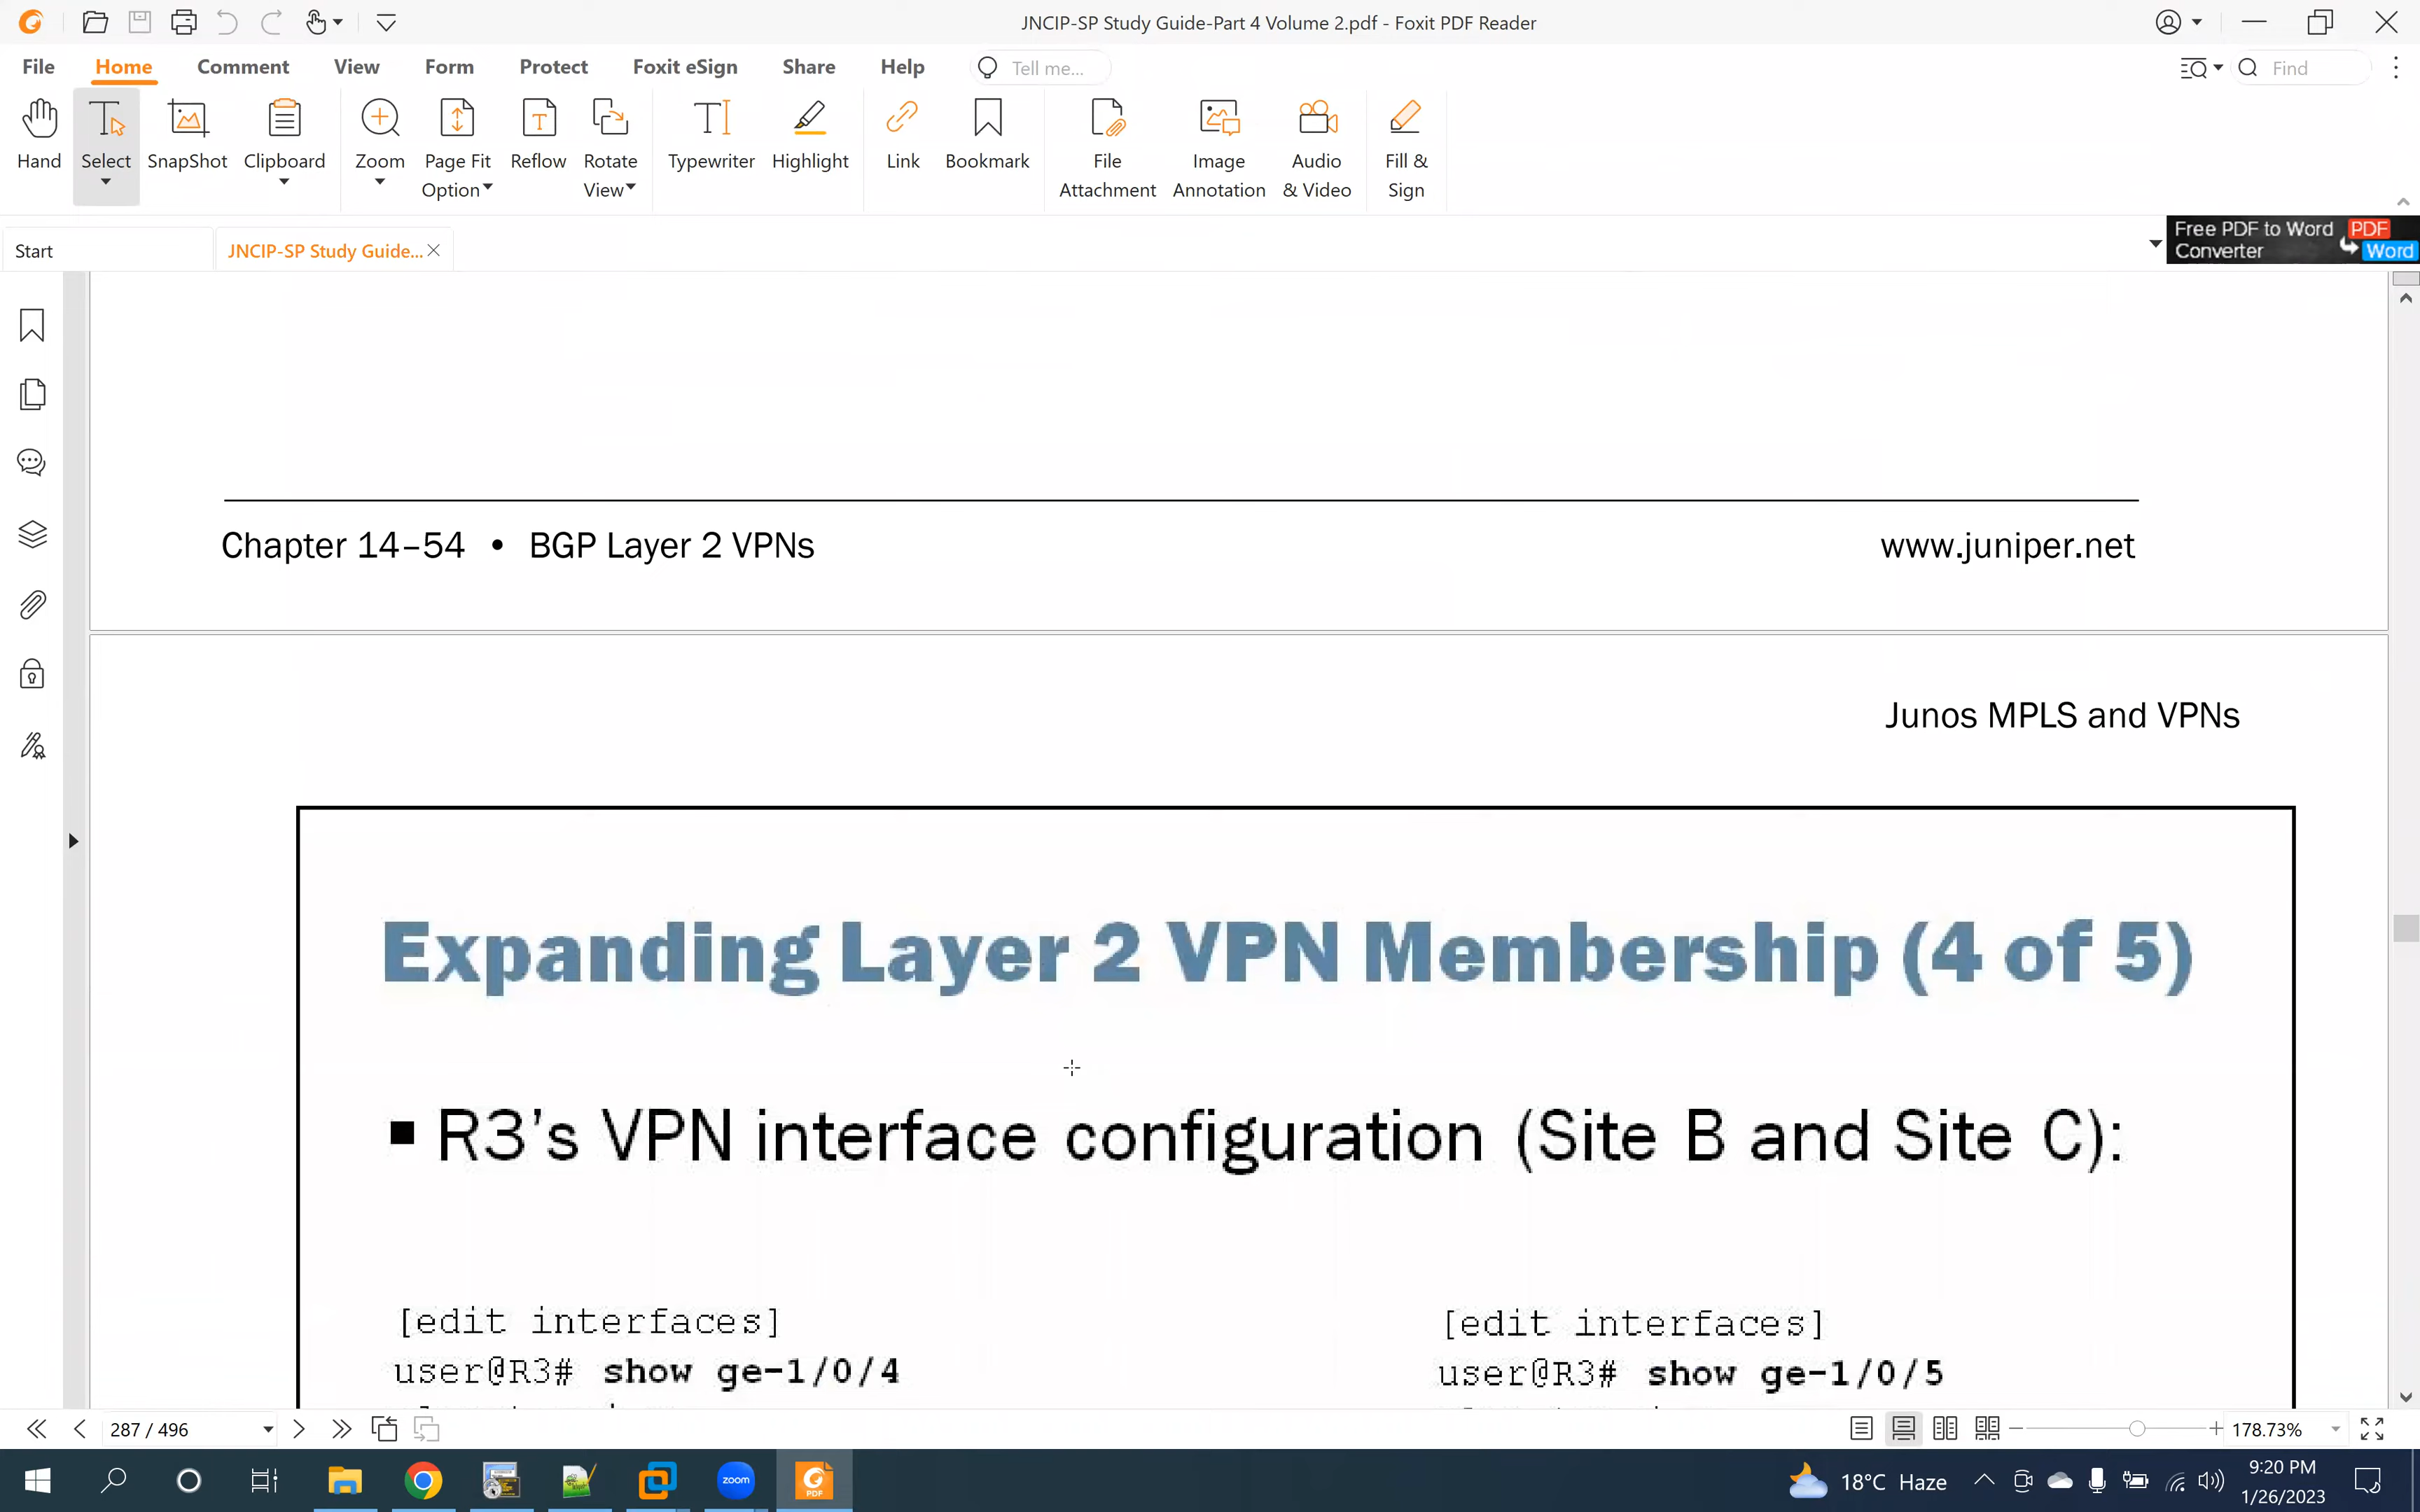 JNCIP-SP Study Guide-Part 4 Volume 2.pdf - Foxit PDF Reader
File Home Comment View Form Protect Foxit eSign Share Help Tell me... Find
Hand Select SnapShot Clipboard Zoom Page Fit Option Reflow Rotate View Typewriter Highlight Link Bookmark File Attachment Image Annotation Audio & Video Fill & Sign
Start JNCIP-SP Study Guide...
Free PDF to Word PDF
Converter Word
Chapter 14–54 • BGP Layer 2 VPNs www.juniper.net
Junos MPLS and VPNs
Expanding Layer 2 VPN Membership (4 of 5)
■ R3's VPN interface configuration (Site B and Site C):
[edit interfaces] [edit interfaces]
user@R3# show ge-1/0/4 user@R3# show ge-1/0/5
287 / 496 178.73%
zoom PDF 18°C Haze 9:20 PM
1/26/2023